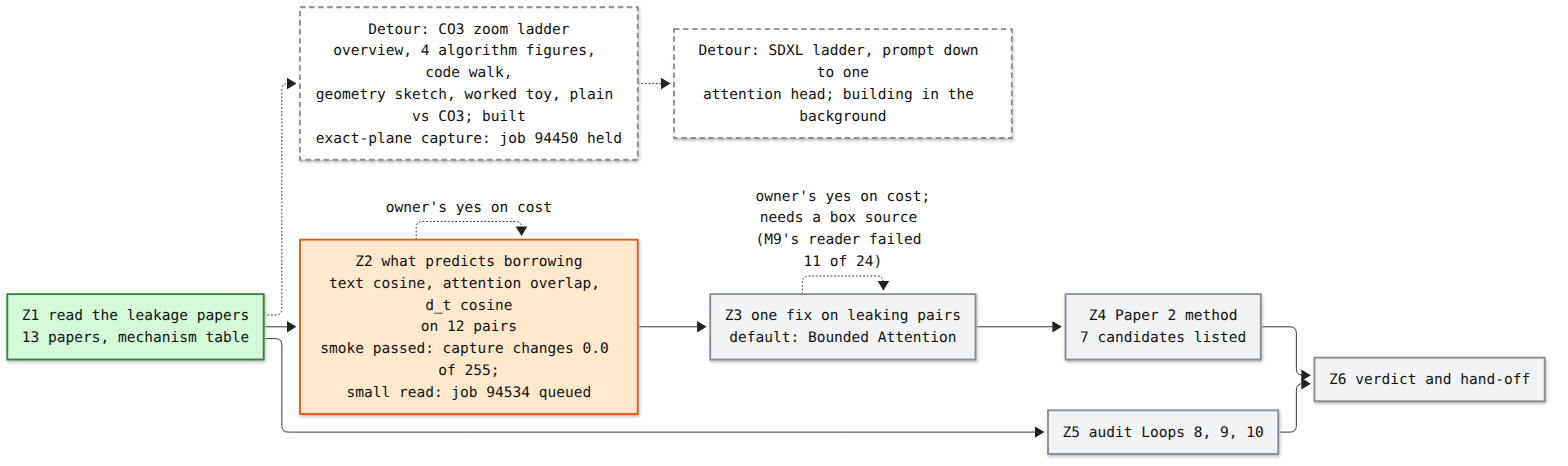 Detour: CO3 zoom ladder
overview, 4 algorithm figures,
code walk,
geometry sketch, worked toy, plain
vs CO3; built
exact-plane capture: job 94450 held
Detour: SDXL ladder, prompt down
to one
attention head; building in the
background
owner's yes on cost
owner's yes on cost;
needs a box source
(M9's reader failed
11 of 24)
Z1 read the leakage papers
13 papers, mechanism table
Z2 what predicts borrowing
text cosine, attention overlap,
d_t cosine
on 12 pairs
smoke passed: capture changes 0.0
of 255;
small read: job 94534 queued
Z3 one fix on leaking pairs
default: Bounded Attention
Z4 Paper 2 method
7 candidates listed
Z5 audit Loops 8, 9, 10
Z6 verdict and hand-off